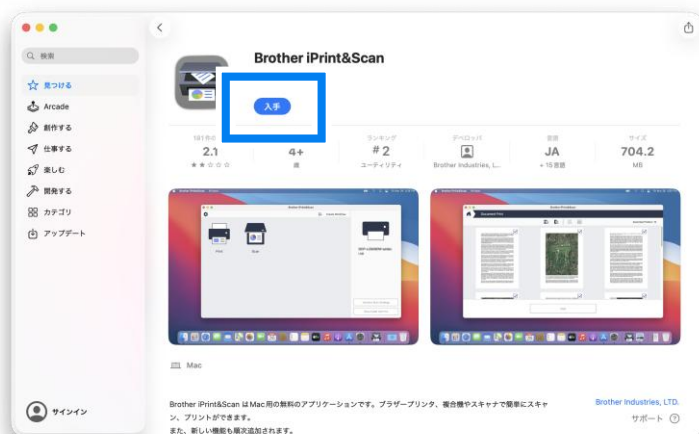 検索
見つける
Arcade
創作する
仕事する
楽しむ
開発する
カテゴリ
アップデート
サインイン
Brother iPrint&Scan
入手
2.1
4+
歳
ランキング
# 2
ユーティリティ
デベロッパ
Brother Industries, L...
言語
JA
+ 15言語
サイズ
704.2
MB
Print
Scan
Mac
Brother iPrint&Scan はMac用の無料のアプリケーションです。ブラザープリンタ、複合機やスキャナで簡単にスキャ
ン、プリントができます。
また、新しい機能も順次追加されます。
Brother Industries, LTD.
サポート